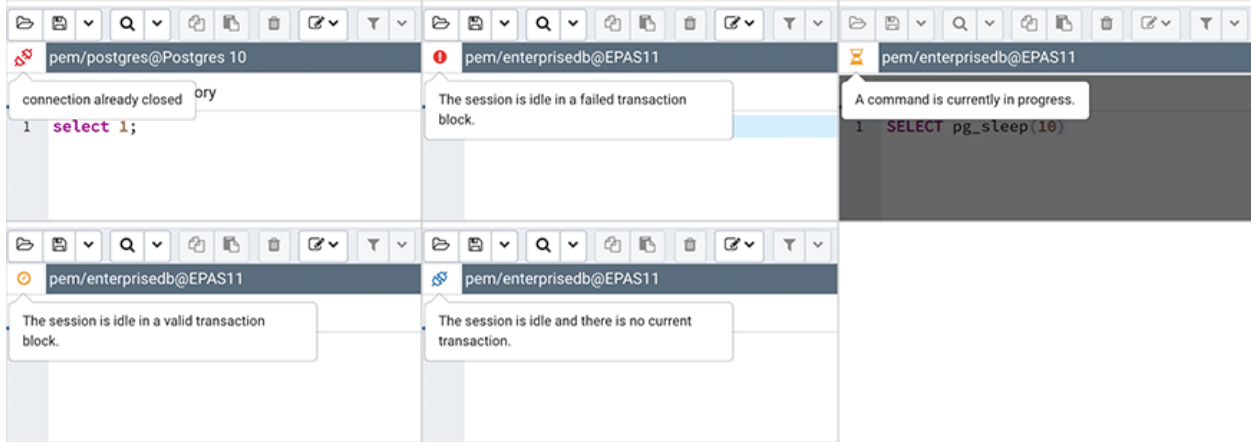 pem/postgres@Postgres 10
connection already closed
ory
1 select 1;
pem/enterprisedb@EPAS11
The session is idle in a failed transaction
block.
pem/enterprisedb@EPAS11
A command is currently in progress.
1 SELECT pg_sleep(10)
pem/enterprisedb@EPAS11
The session is idle in a valid transaction
block.
pem/enterprisedb@EPAS11
The session is idle and there is no current
transaction.